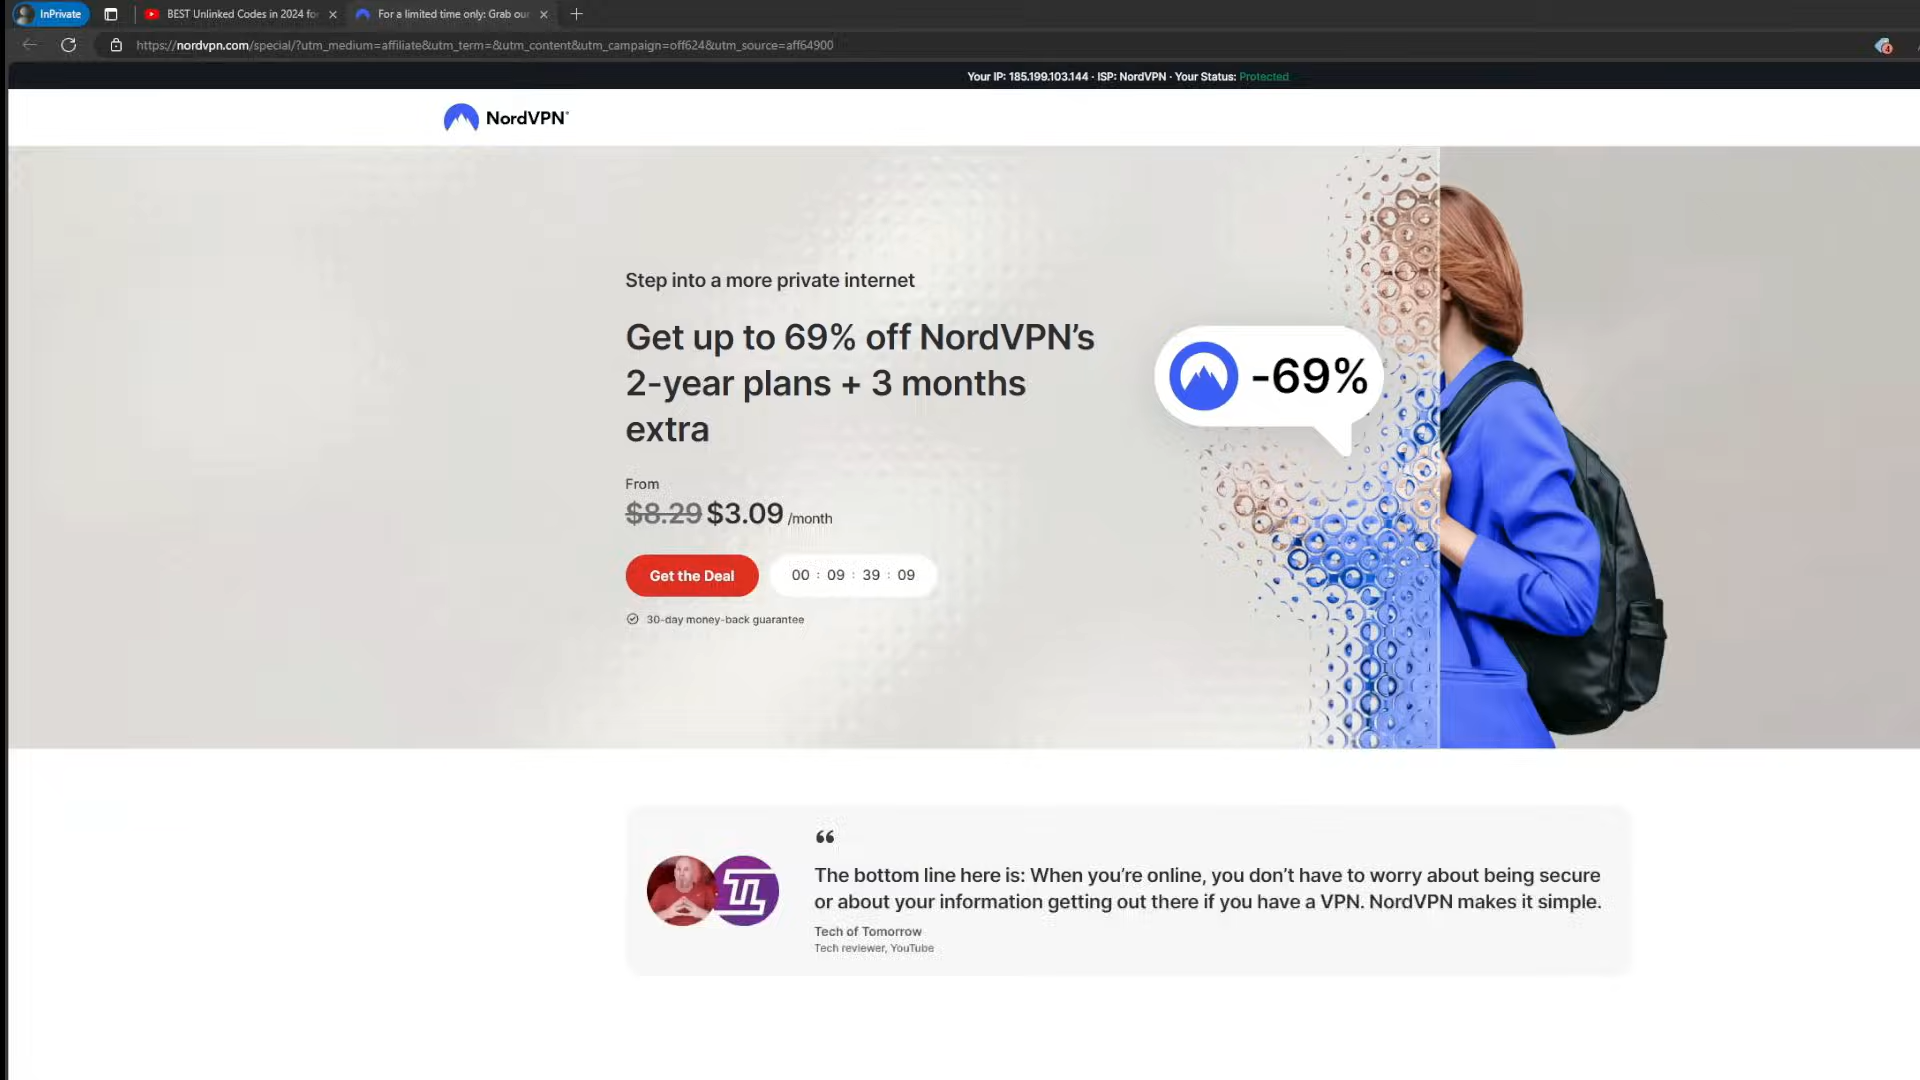 InPrivate
BEST Unlinked Codes in 2024 fo
For a limited time only: Grab our
https://nordvpn.com/special/?utm_medium=affiliate&utm_term=&utm_content&utm_campaign=off624&utm_source=aff64900
4
Your IP: 185.199.103.144 · ISP: NordVPN · Your Status: Protected
NordVPN®
Step into a more private internet
Get up to 69% off NordVPN’s
2-year plans + 3 months
extra
-69%
From
$8.29 $3.09 /month
Get the Deal
00 : 09 : 39 : 09
30-day money-back guarantee
“
The bottom line here is: When you’re online, you don’t have to worry about being secure
or about your information getting out there if you have a VPN. NordVPN makes it simple.
Tech of Tomorrow
Tech reviewer, YouTube